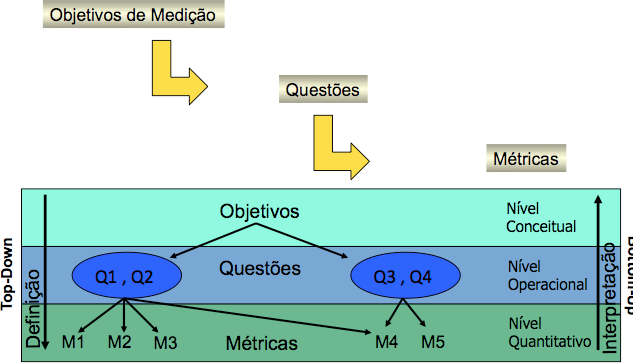 Objetivos de Medição
Questões
Métricas
Objetivos
Nível
Conceitual
Top-Down
Definição
Q1 , Q2
Questões
Q3 , Q4
Nível
Operacional
Interpretação
M1
M2
M3
Métricas
M4
M5
Nível
Quantitativo